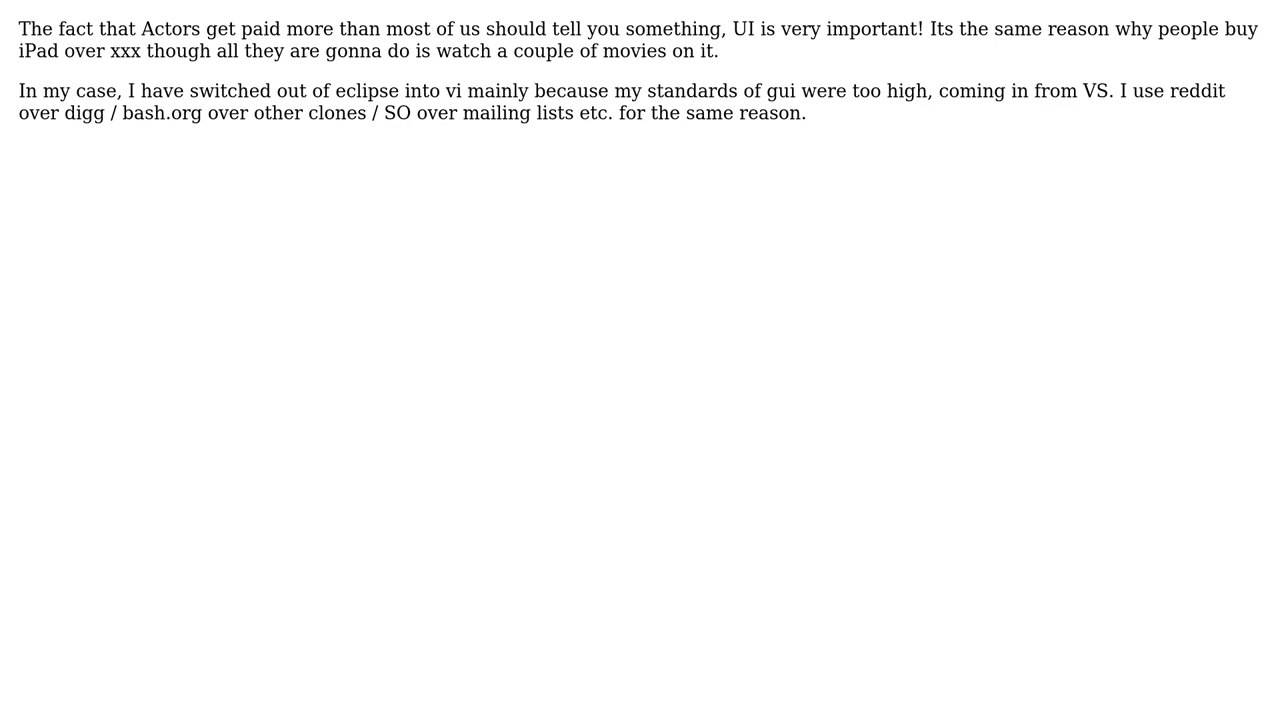 The fact that Actors get paid more than most of us should tell you something, UI is very important! Its the same reason why people buy
iPad over xxx though all they are gonna do is watch a couple of movies on it.
In my case, I have switched out of eclipse into vi mainly because my standards of gui were too high, coming in from VS. I use reddit
over digg / bash.org over other clones / SO over mailing lists etc. for the same reason.